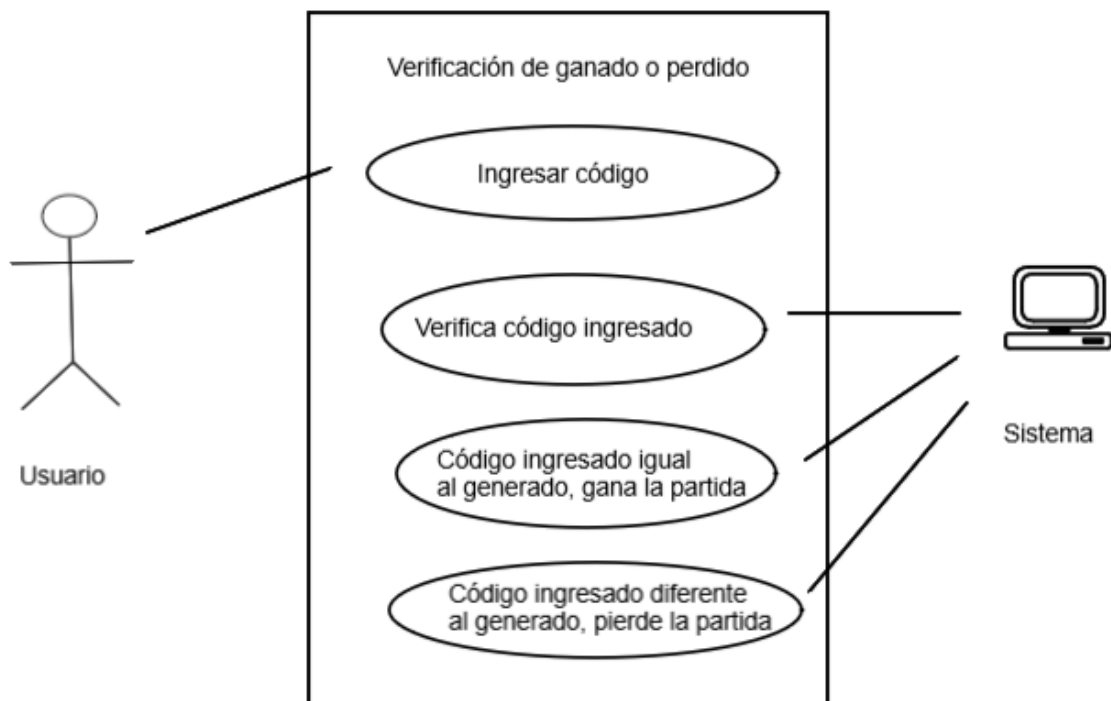 Verificación de ganado o perdido
Ingresar código
Verifica código ingresado
Código ingresado igual
al generado, gana la partida
Código ingresado diferente
al generado, pierde la partida
Usuario
Sistema